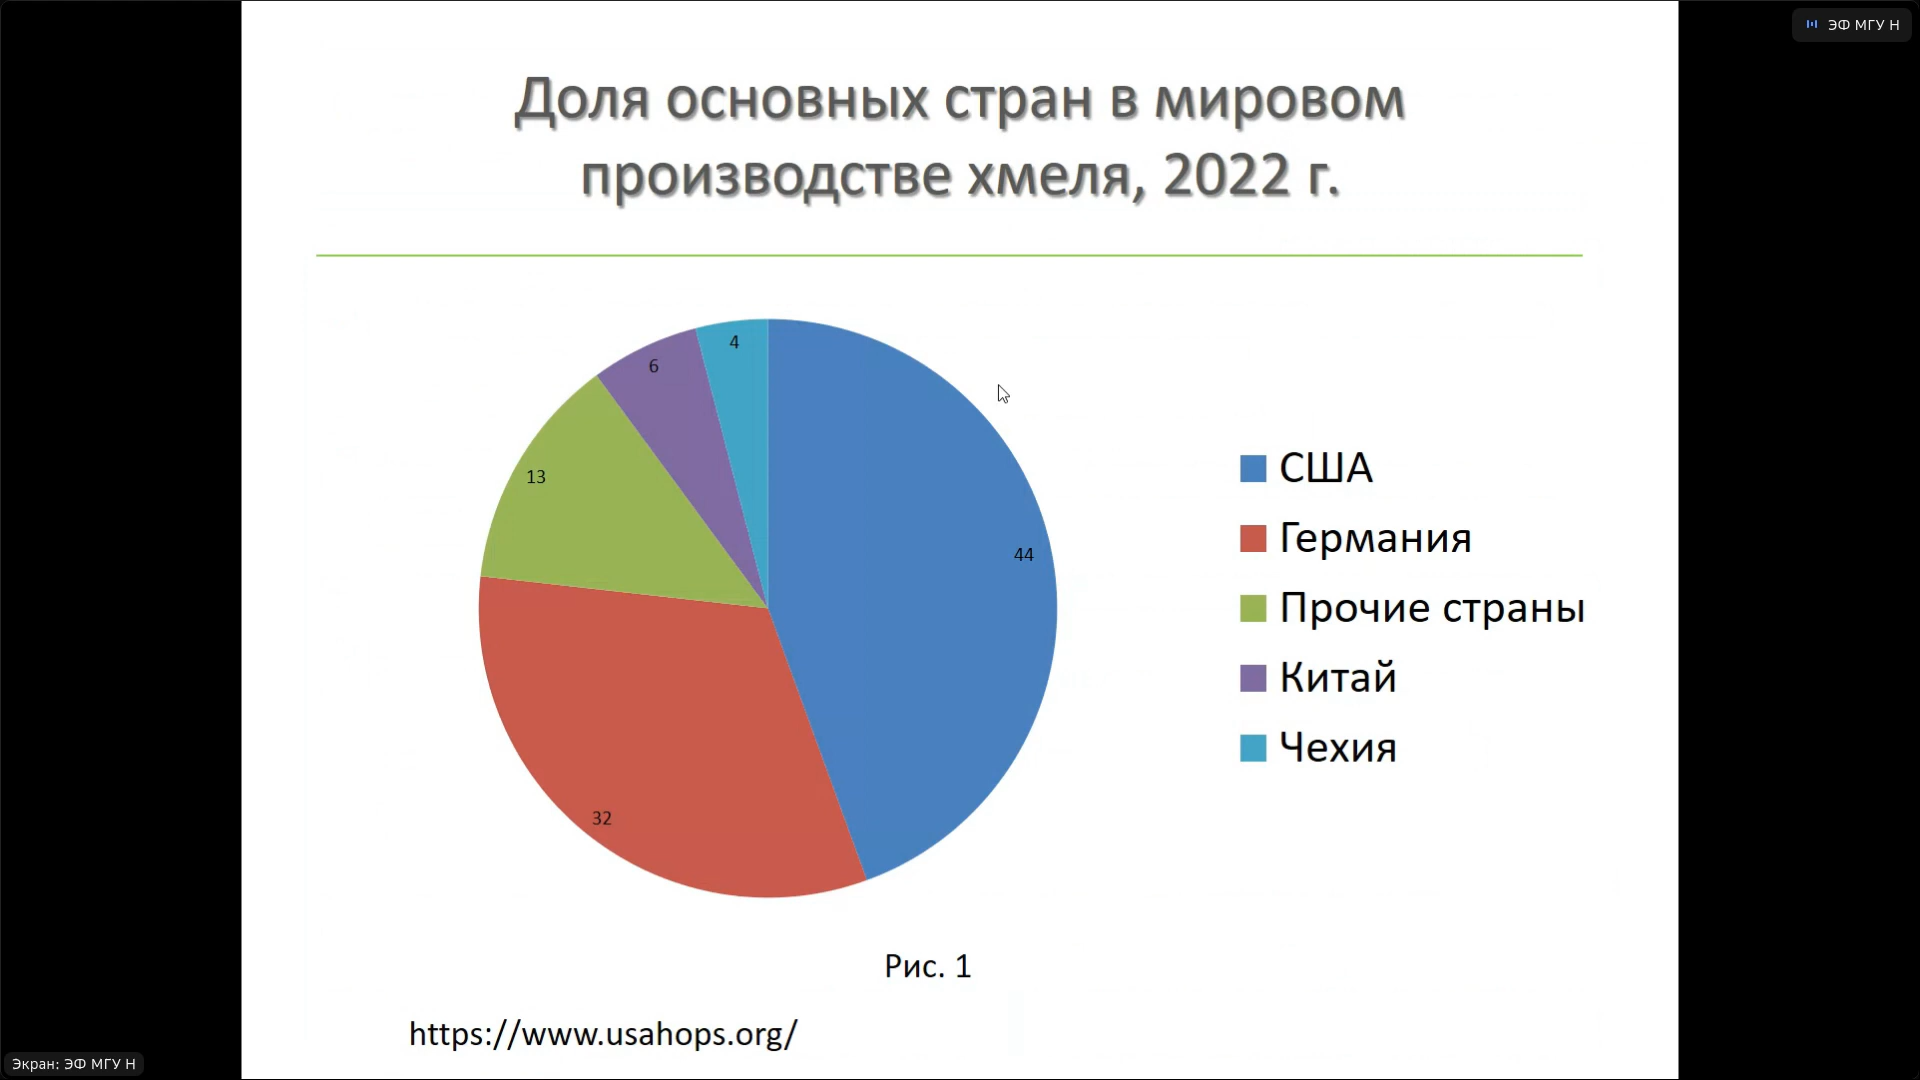 ЭФ МГУ Н
Доля основных стран в мировом
производстве хмеля, 2022 г.
4
6
13
44
32
США
Германия
Прочие страны
Китай
Чехия
Рис. 1
https://www.usahops.org/
Экран: ЭФ МГУ Н